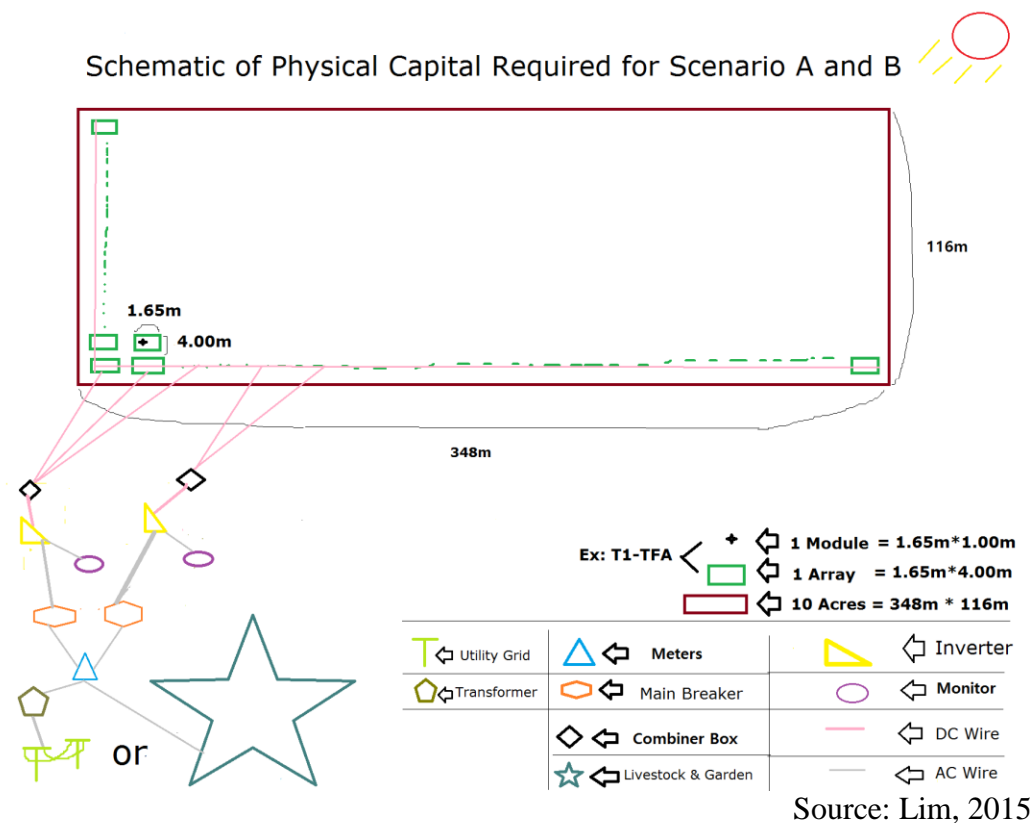 Schematic of Physical Capital Required for Scenario A and B
116m
1.65m
4.00m
348m
Ex: T1-TFA
1 Module = 1.65m*1.00m
1 Array = 1.65m*4.00m
10 Acres = 348m * 116m
Utility Grid
Meters
Inverter
Transformer
Main Breaker
Monitor
Combiner Box
DC Wire
Livestock & Garden
AC Wire
or
Source: Lim, 2015